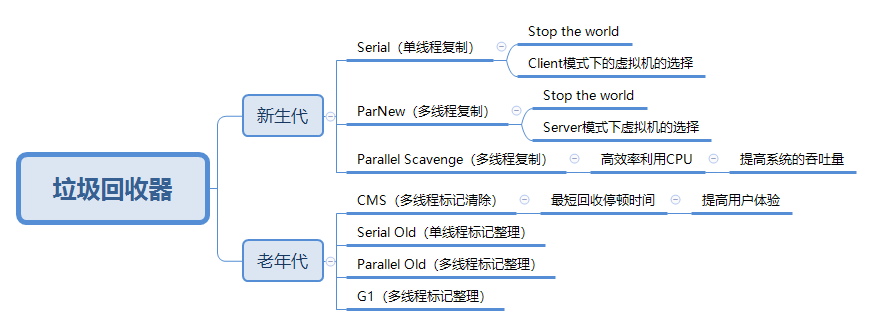 垃圾回收器
新生代
Serial（单线程复制）
Stop the world
Client模式下的虚拟机的选择
ParNew（多线程复制）
Stop the world
Server模式下虚拟机的选择
Parallel Scavenge（多线程复制）
高效率利用CPU
提高系统的吞吐量
老年代
CMS（多线程标记清除）
最短回收停顿时间
提高用户体验
Serial Old（单线程标记整理）
Parallel Old（多线程标记整理）
G1（多线程标记整理）